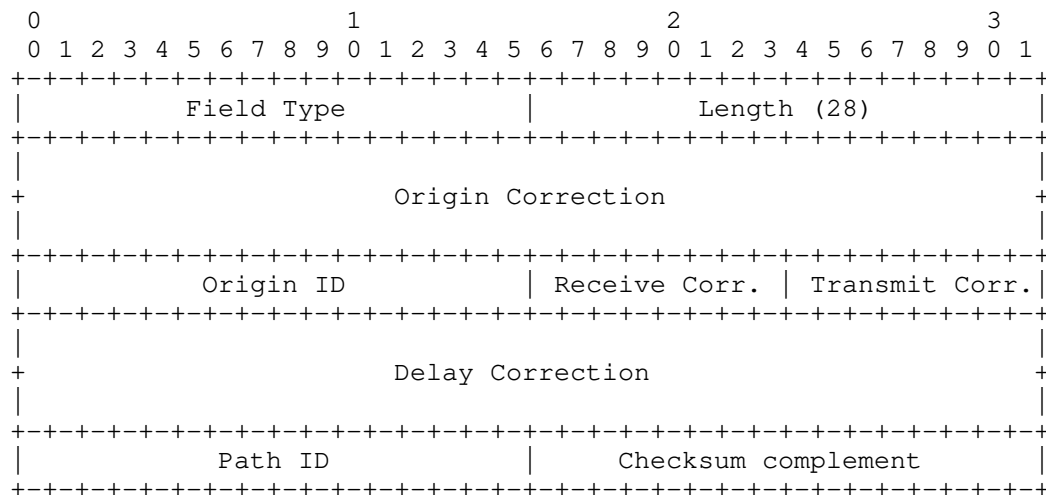 0                   1                   2                   3
0 1 2 3 4 5 6 7 8 9 0 1 2 3 4 5 6 7 8 9 0 1 2 3 4 5 6 7 8 9 0 1
+-+-+-+-+-+-+-+-+-+-+-+-+-+-+-+-+-+-+-+-+-+-+-+-+-+-+-+-+-+-+-+-+
|          Field Type           |          Length (28)          |
+-+-+-+-+-+-+-+-+-+-+-+-+-+-+-+-+-+-+-+-+-+-+-+-+-+-+-+-+-+-+-+-+
|                                                               |
+                       Origin Correction                       +
|                                                               |
+-+-+-+-+-+-+-+-+-+-+-+-+-+-+-+-+-+-+-+-+-+-+-+-+-+-+-+-+-+-+-+-+
|           Origin ID           | Receive Corr. | Transmit Corr.|
+-+-+-+-+-+-+-+-+-+-+-+-+-+-+-+-+-+-+-+-+-+-+-+-+-+-+-+-+-+-+-+-+
|                                                               |
+                       Delay Correction                        +
|                                                               |
+-+-+-+-+-+-+-+-+-+-+-+-+-+-+-+-+-+-+-+-+-+-+-+-+-+-+-+-+-+-+-+-+
|            Path ID            |     Checksum complement       |
+-+-+-+-+-+-+-+-+-+-+-+-+-+-+-+-+-+-+-+-+-+-+-+-+-+-+-+-+-+-+-+-+